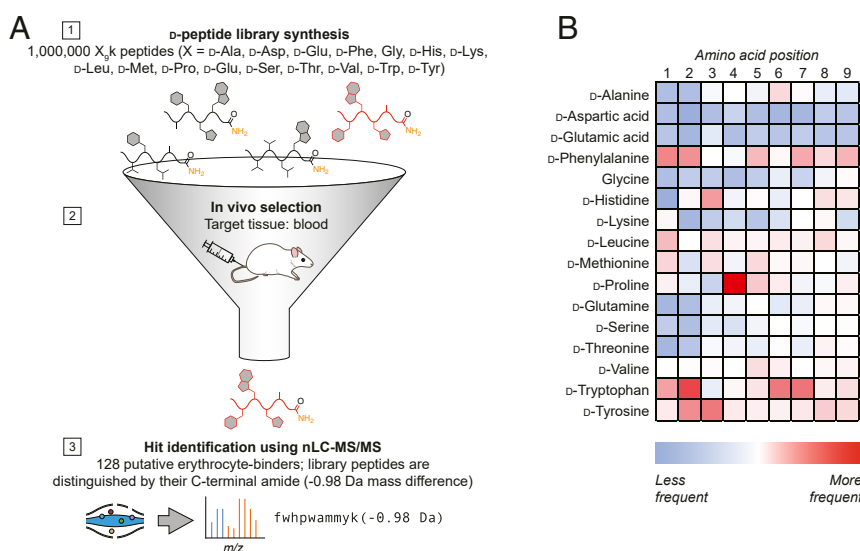 A
1
D-peptide library synthesis
1,000,000 X₉k peptides (X = D-Ala, D-Asp, D-Glu, D-Phe, Gly, D-His, D-Lys,
D-Leu, D-Met, D-Pro, D-Glu, D-Ser, D-Thr, D-Val, D-Trp, D-Tyr)
O
NH₂
O
NH₂
O
NH₂
O
NH₂
2
In vivo selection
Target tissue: blood
O
NH₂
3
Hit identification using nLC-MS/MS
128 putative erythrocyte-binders; library peptides are
distinguished by their C-terminal amide (-0.98 Da mass difference)
fwhpwammyk(-0.98 Da)
m/z
B
Amino acid position
1 2 3 4 5 6 7 8 9
D-Alanine
D-Aspartic acid
D-Glutamic acid
D-Phenylalanine
Glycine
D-Histidine
D-Lysine
D-Leucine
D-Methionine
D-Proline
D-Glutamine
D-Serine
D-Threonine
D-Valine
D-Tryptophan
D-Tyrosine
Less
frequent
More
frequent